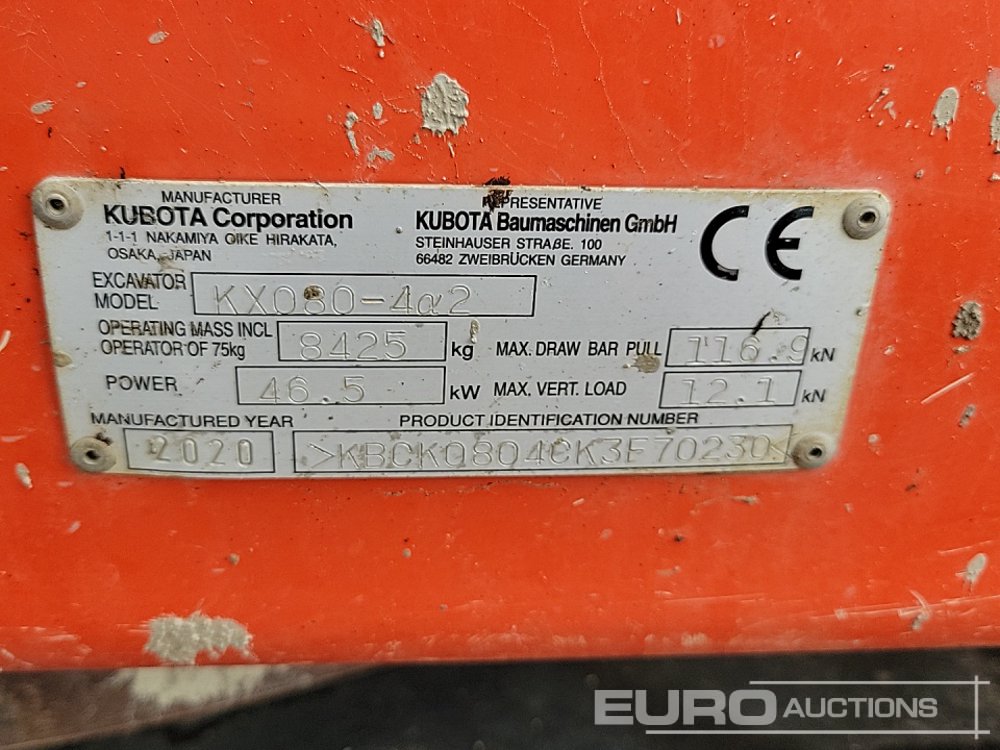 MANUFACTURER
KUBOTA Corporation
1-1-1 NAKAMIYA OIKE HIRAKATA,
OSAKA, JAPAN
REPRESENTATIVE
KUBOTA Baumaschinen GmbH
STEINHAUSER STRAßE. 100
66482 ZWEIBRÜCKEN GERMANY
CE
EXCAVATOR MODEL KX080-4α2
OPERATING MASS INCL OPERATOR OF 75kg 8425 kg
MAX. DRAW BAR PULL 116.9 kN
POWER 46.5 kW
MAX. VERT. LOAD 12.1 kN
MANUFACTURED YEAR
2020
PRODUCT IDENTIFICATION NUMBER
>KBCK0804CK3E70230<
EURO AUCTIONS